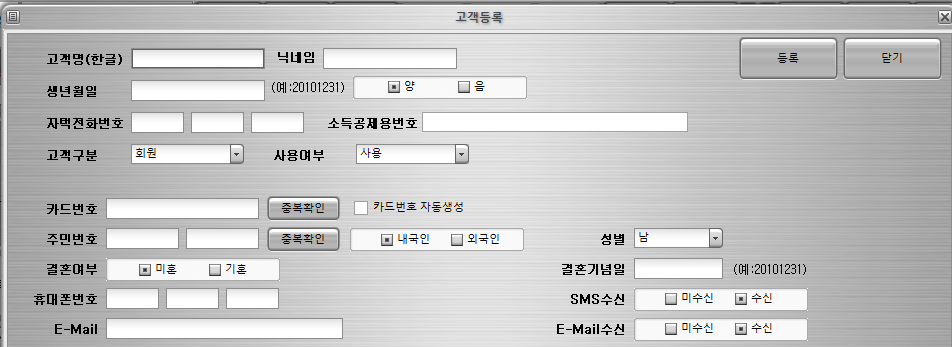 고객등록
고객명(한글) 닉네임 등록 닫기
생년월일 (예:20101231) 양 음
자택전화번호 소득공제용번호
고객구분 회원 사용여부 사용
카드번호 중복확인 카드번호 자동생성
주민번호 중복확인 내국인 외국인 성별 남
결혼여부 미혼 기혼 결혼기념일 (예:20101231)
휴대폰번호 SMS수신 미수신 수신
E-Mail E-Mail수신 미수신 수신